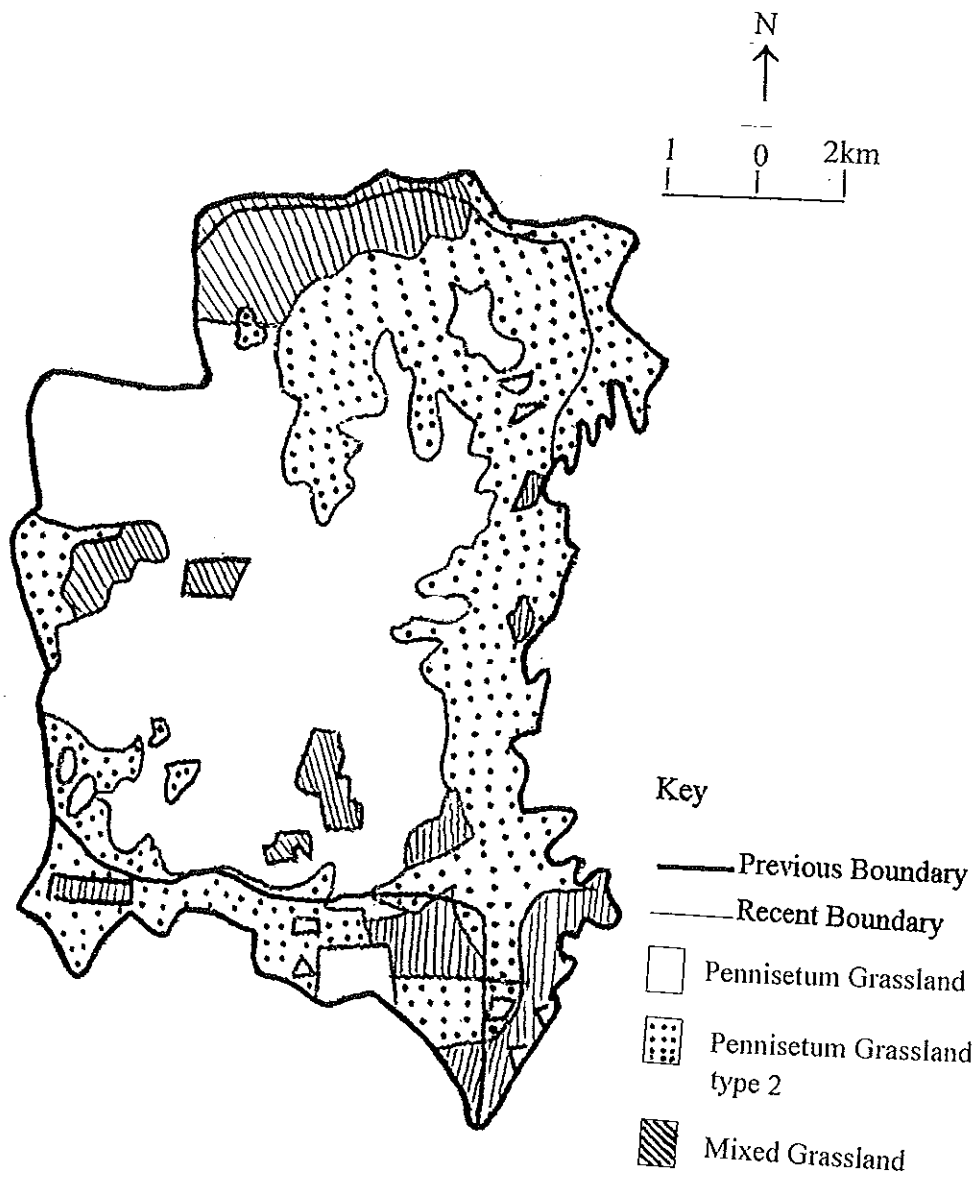 N
1 0 2km
Key
Previous Boundary
Recent Boundary
Pennisetum Grassland
Pennisetum Grassland
type 2
Mixed Grassland